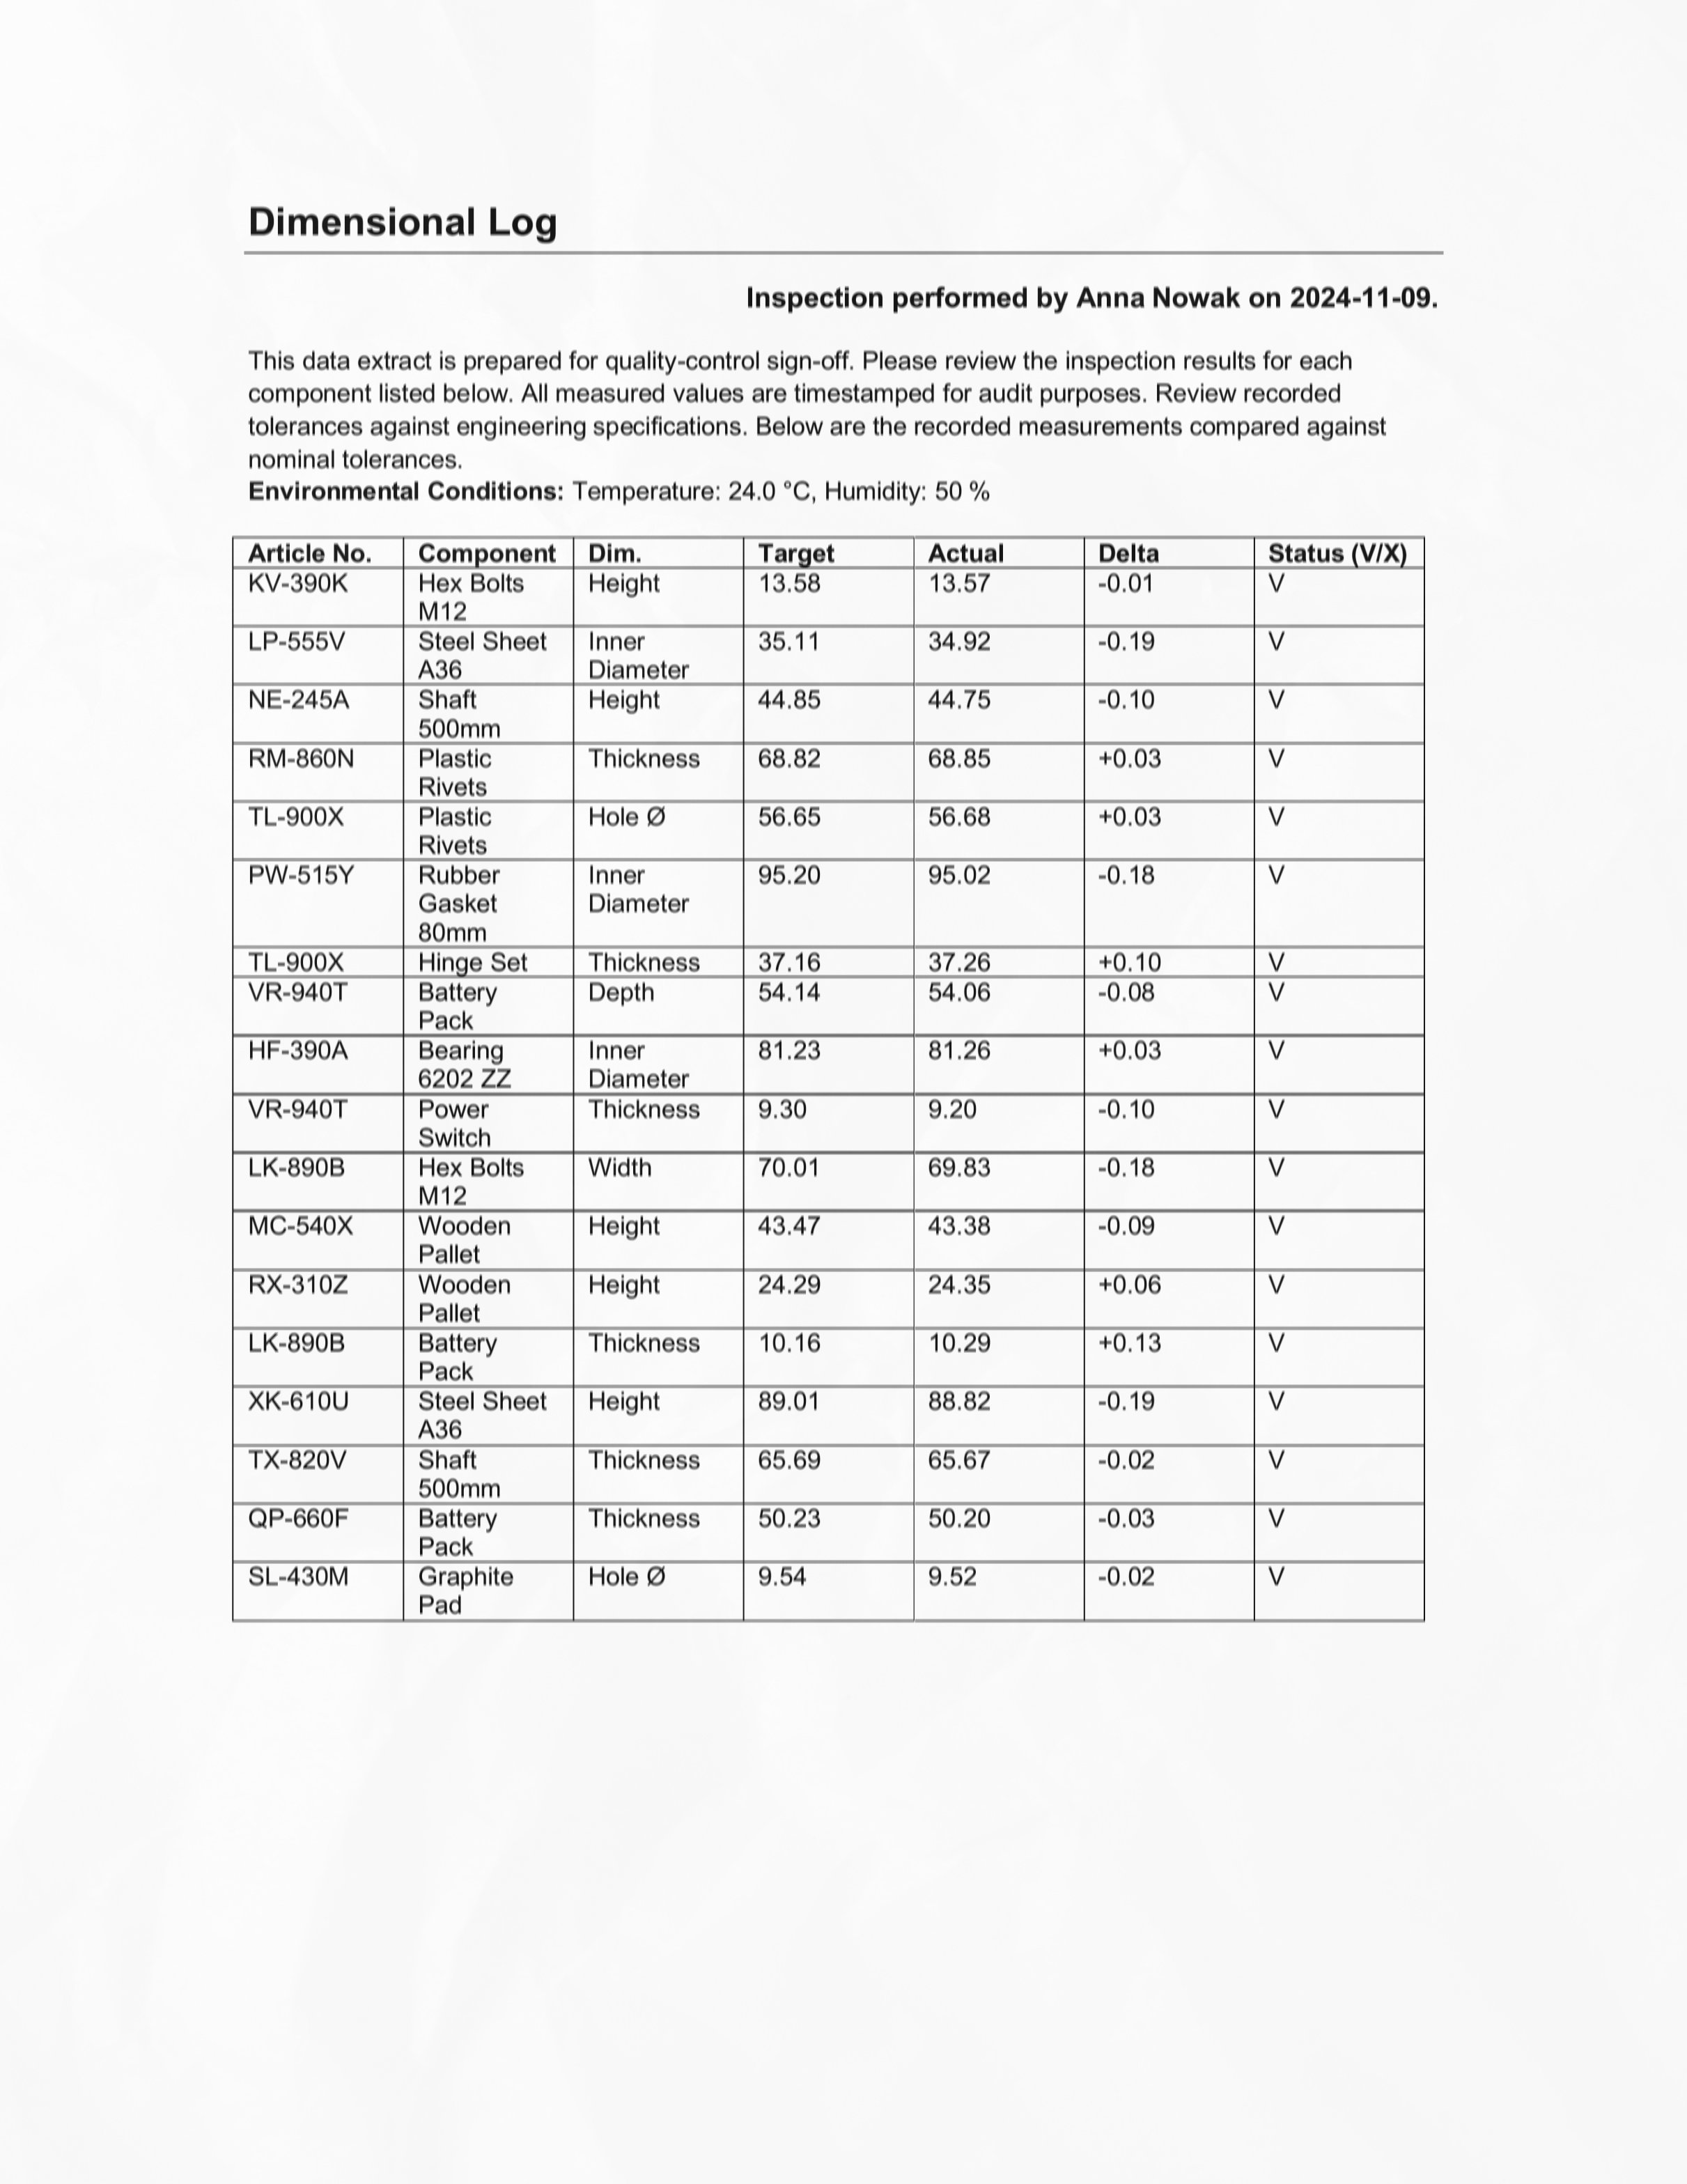 Dimensional Log
Inspection performed by Anna Nowak on 2024-11-09.
This data extract is prepared for quality-control sign-off. Please review the inspection results for each
component listed below. All measured values are timestamped for audit purposes. Review recorded
tolerances against engineering specifications. Below are the recorded measurements compared against
nominal tolerances.
Environmental Conditions: Temperature: 24.0 °C, Humidity: 50 %
Article No. Component Dim. Target Actual Delta Status (V/X)
KV-390K Hex Bolts Height 13.58 13.57 -0.01 V
M12
LP-555V Steel Sheet Inner 35.11 34.92 -0.19 V
A36 Diameter
NE-245A Shaft Height 44.85 44.75 -0.10 V
500mm
RM-860N Plastic Thickness 68.82 68.85 +0.03 V
Rivets
TL-900X Plastic Hole Ø 56.65 56.68 +0.03 V
Rivets
PW-515Y Rubber Inner 95.20 95.02 -0.18 V
Gasket Diameter
80mm
TL-900X Hinge Set Thickness 37.16 37.26 +0.10 V
VR-940T Battery Depth 54.14 54.06 -0.08 V
Pack
HF-390A Bearing Inner 81.23 81.26 +0.03 V
6202 ZZ Diameter
VR-940T Power Thickness 9.30 9.20 -0.10 V
Switch
LK-890B Hex Bolts Width 70.01 69.83 -0.18 V
M12
MC-540X Wooden Height 43.47 43.38 -0.09 V
Pallet
RX-310Z Wooden Height 24.29 24.35 +0.06 V
Pallet
LK-890B Battery Thickness 10.16 10.29 +0.13 V
Pack
XK-610U Steel Sheet Height 89.01 88.82 -0.19 V
A36
TX-820V Shaft Thickness 65.69 65.67 -0.02 V
500mm
QP-660F Battery Thickness 50.23 50.20 -0.03 V
Pack
SL-430M Graphite Hole Ø 9.54 9.52 -0.02 V
Pad